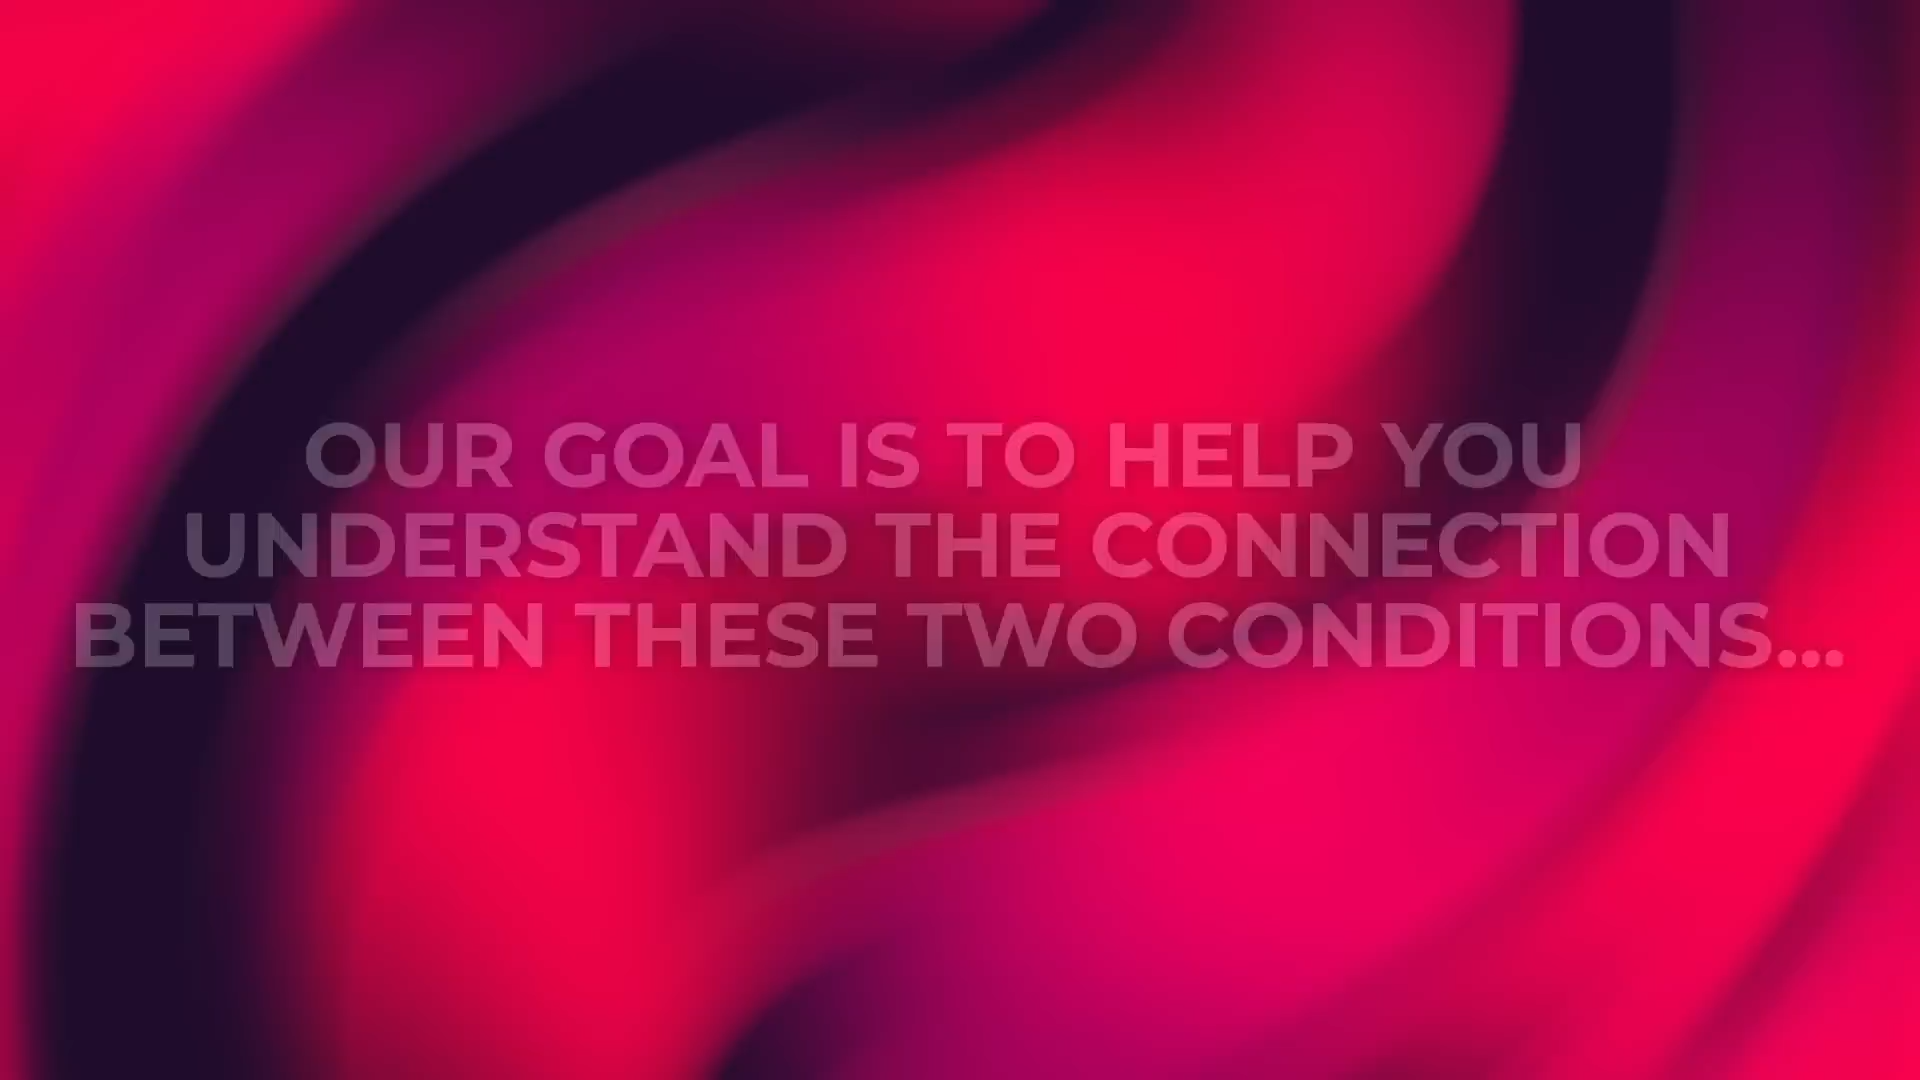 OUR GOAL IS TO HELP YOU
UNDERSTAND THE CONNECTION
BETWEEN THESE TWO CONDITIONS...